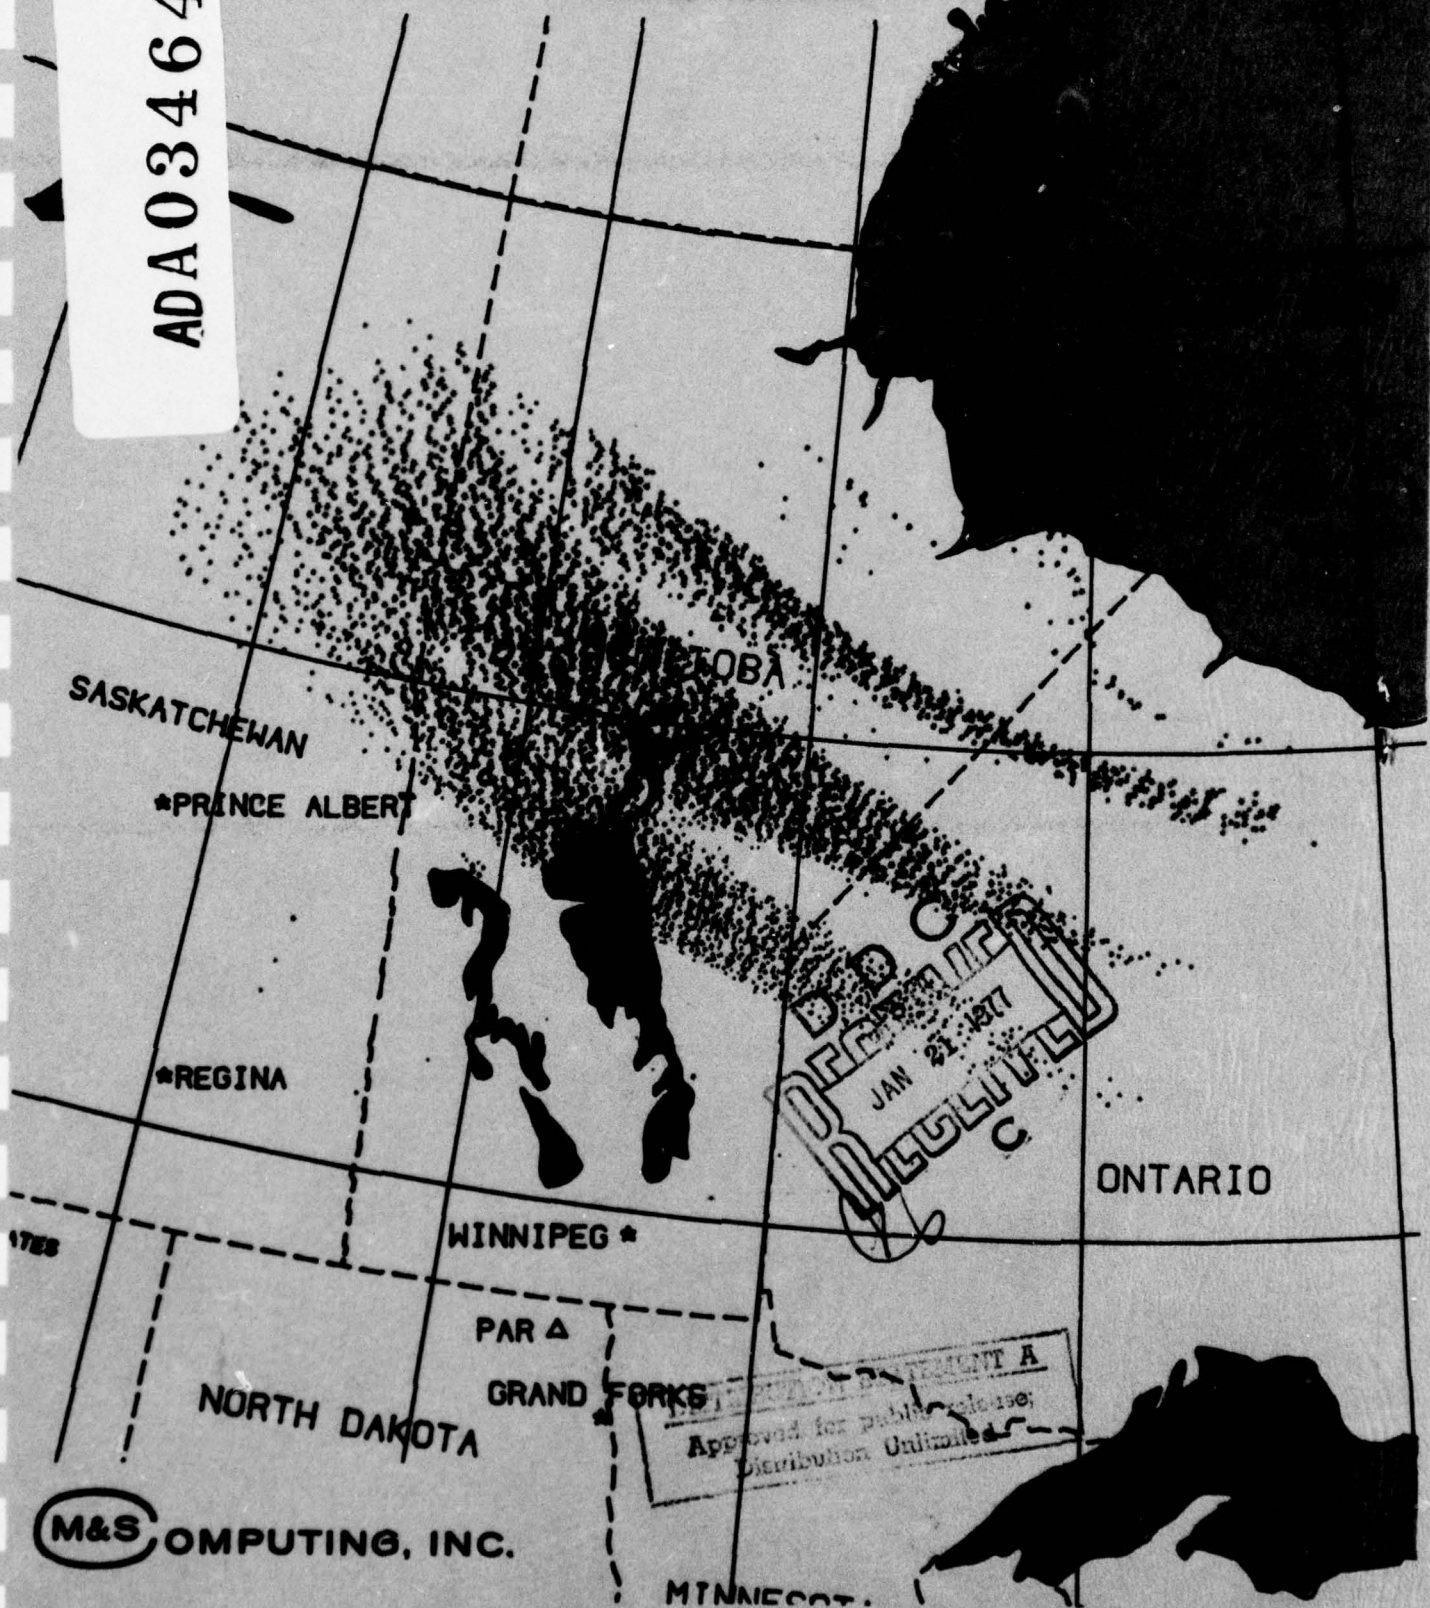 ADA03464
SASKATCHEWAN
*PRINCE ALBERT
*REGINA
D D C
JAN 21 1977
C
ONTARIO
WINNIPEG *
PAR △
GRAND FORKS
*
NORTH DAKOTA
STATEMENT A
Approved for public release;
Distribution Unlimited
M&S COMPUTING, INC.